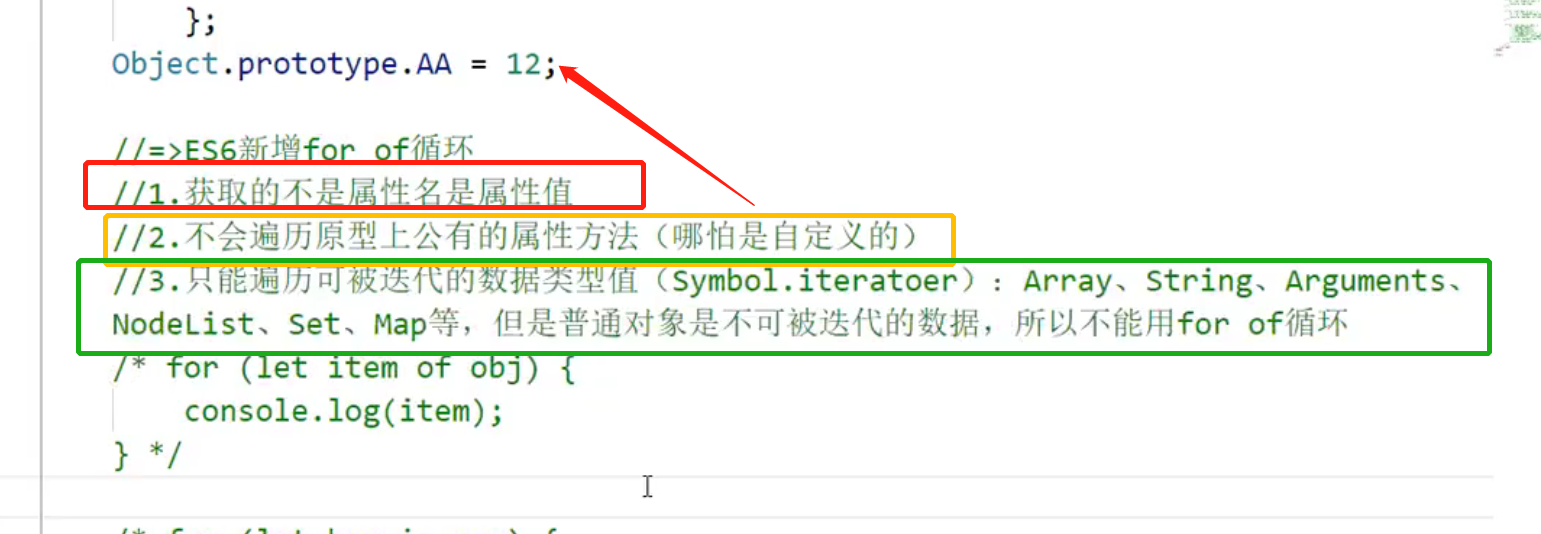 };
Object.prototype.AA = 12;
//=>ES6新增for of循环
//1.获取的不是属性名是属性值
//2.不会遍历原型上公有的属性方法（哪怕是自定义的）
//3.只能遍历可被迭代的数据类型值（Symbol.iteratoer）：Array、String、Arguments、
NodeList、Set、Map等，但是普通对象是不可被迭代的数据，所以不能用for of循环
/* for (let item of obj) {
console.log(item);
} */